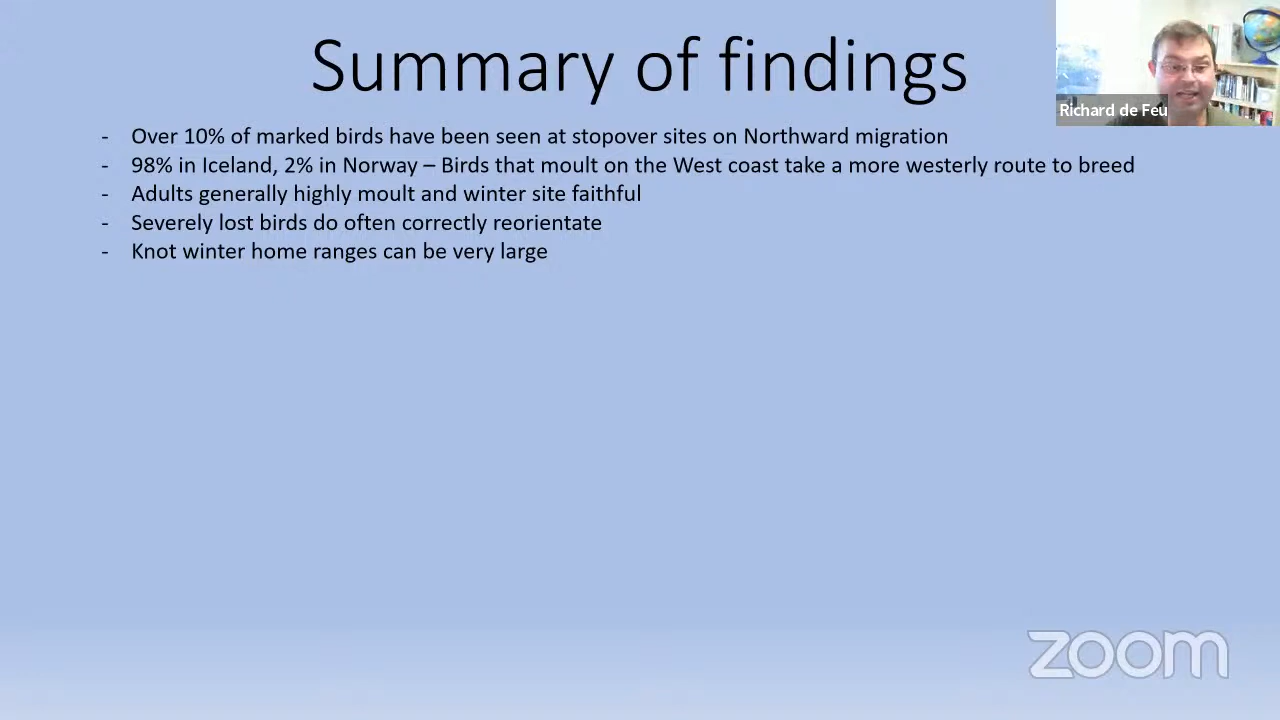 Summary of findings
Richard de Feu
- Over 10% of marked birds have been seen at stopover sites on Northward migration
- 98% in Iceland, 2% in Norway – Birds that moult on the West coast take a more westerly route to breed
- Adults generally highly moult and winter site faithful
- Severely lost birds do often correctly reorientate
- Knot winter home ranges can be very large
zoom